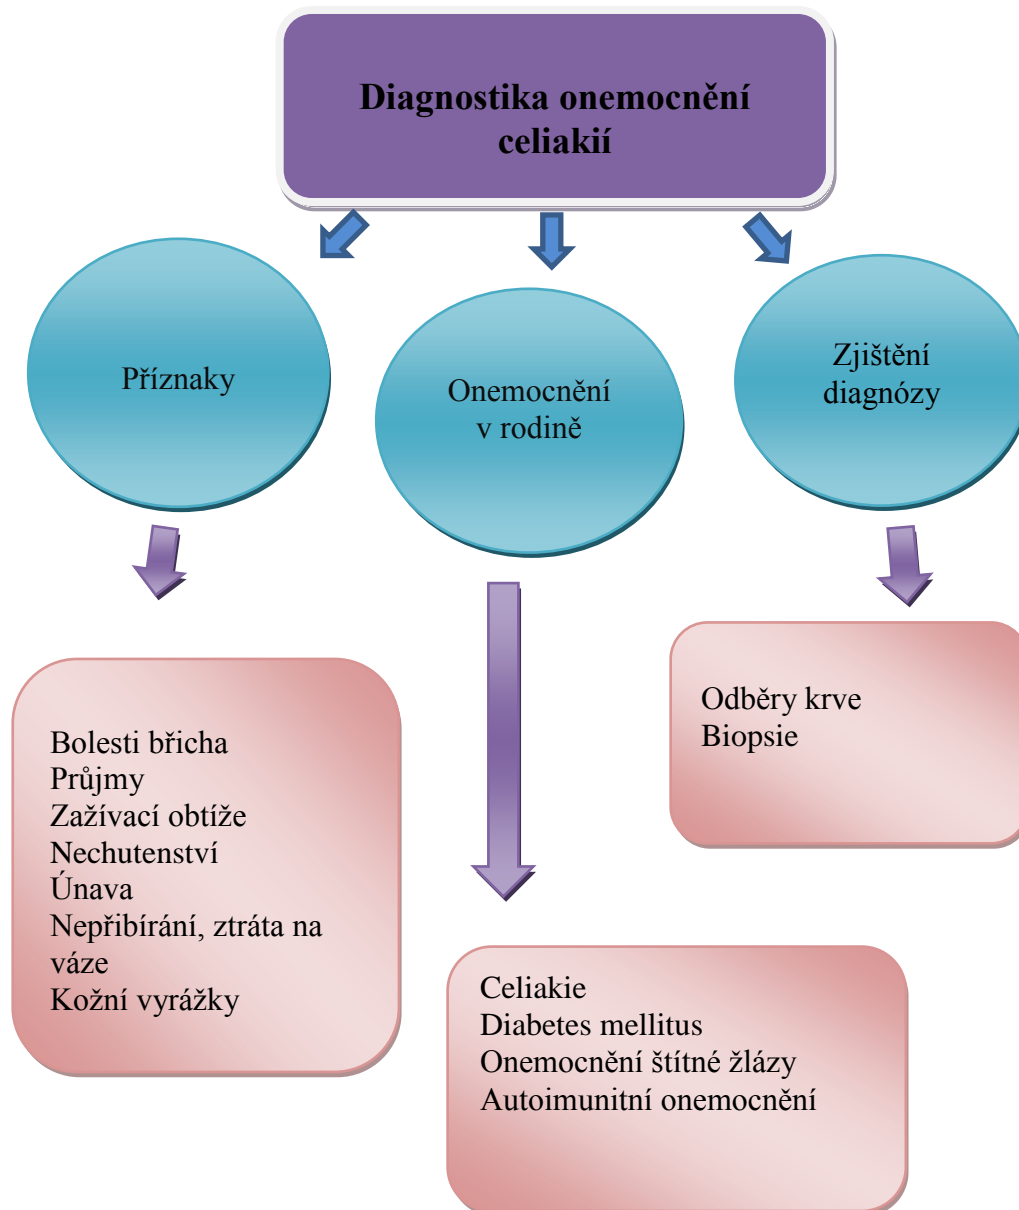 Diagnostika onemocnění
celiakií
Příznaky
Onemocnění
v rodině
Zjištění
diagnózy
Bolesti břicha
Průjmy
Zažívací obtíže
Nechutenství
Únava
Nepřibírání, ztráta na
váze
Kožní vyrážky
Celiakie
Diabetes mellitus
Onemocnění štítné žlázy
Autoimunitní onemocnění
Odběry krve
Biopsie